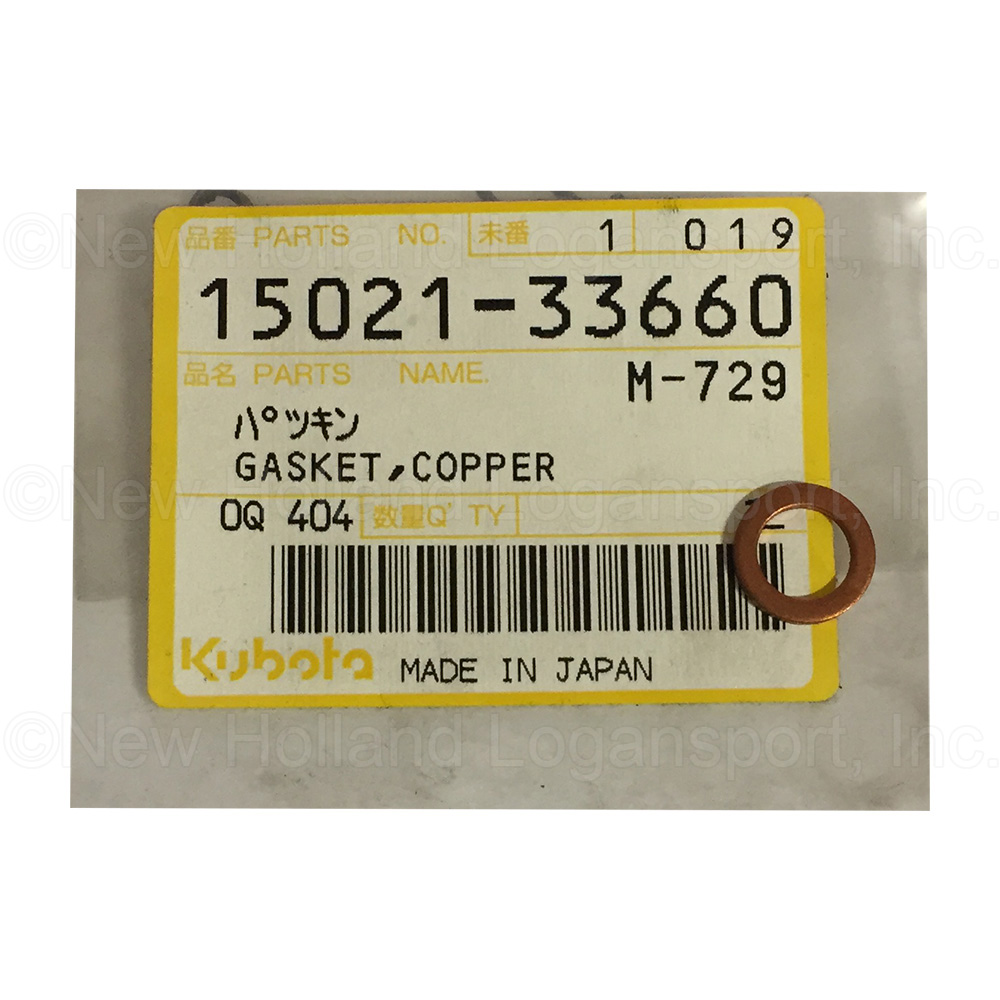 品番 PARTS NO. 未番 1 019
15021-33660
品名 PARTS NAME. M-729
パツキン
GASKET,COPPER
0Q 404 数量Q'TY
Kubota MADE IN JAPAN
©New Holland Logansport, Inc.
©New Holland Logansport, Inc.
©New Holland Logansport, Inc.